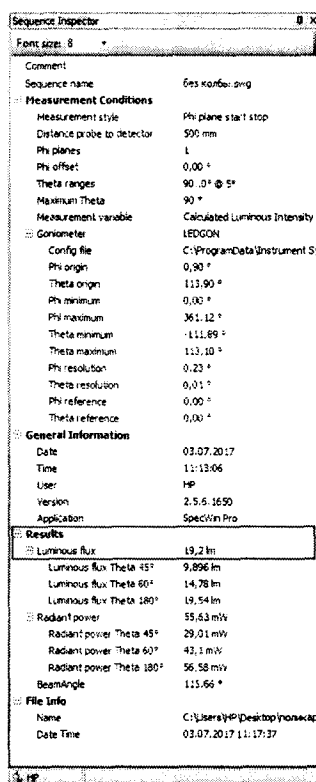 Sequence Inspector
Font size: 8
Comment
Sequence name без колбы.swg
Measurement Conditions
Measurement style Phi plane start stop
Distance probe to detector 500 mm
Phi planes 1
Phi offset 0,00 °
Theta ranges 90..0° @ 5°
Maximum Theta 90 °
Measurement variable Calculated Luminous Intensity
Goniometer LEDGON
Config file C:\ProgramData\Instrument S
Phi origin 0,90 °
Theta origin 113,90 °
Phi minimum 0,00 °
Phi maximum 361,12 °
Theta minimum -111,89 °
Theta maximum 113,10 °
Phi resolution 0,23 °
Theta resolution 0,01 °
Phi reference 0,00 °
Theta reference 0,00 °
General Information
Date 03.07.2017
Time 11:13:06
User HP
Version 2.5.6.1650
Application SpecWin Pro
Results
Luminous flux 19,2 lm
Luminous flux Theta 45° 9,896 lm
Luminous flux Theta 60° 14,78 lm
Luminous flux Theta 180° 19,54 lm
Radiant power 55,63 mW
Radiant power Theta 45° 29,01 mW
Radiant power Theta 60° 43,1 mW
Radiant power Theta 180° 56,58 mW
BeamAngle 115,66 °
File Info
Name C:\Users\HP\Desktop\поликар
Date Time 03.07.2017 11:17:37
HP